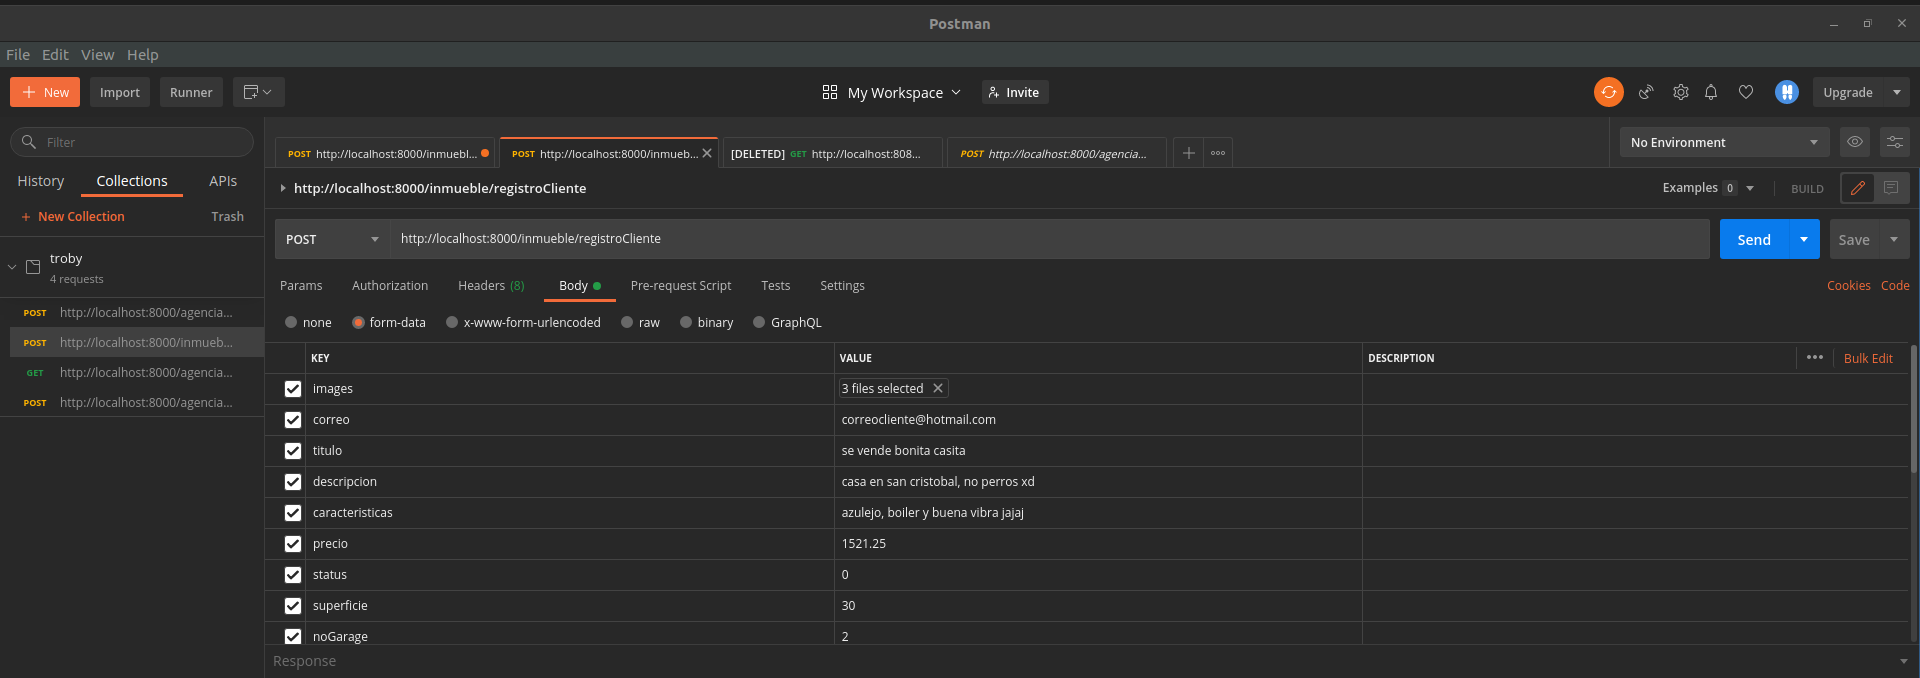 Postman
File Edit View Help
New Import Runner My Workspace Invite Upgrade
Filter
History Collections APIs
New Collection Trash
troby
4 requests
POST http://localhost:8000/agencia...
POST http://localhost:8000/inmueb...
GET http://localhost:8000/agencia...
POST http://localhost:8000/agencia...
POST http://localhost:8000/inmuebl... POST http://localhost:8000/inmueb... [DELETED] GET http://localhost:808... POST http://localhost:8000/agencia... No Environment
http://localhost:8000/inmueble/registroCliente Examples 0 BUILD
POST http://localhost:8000/inmueble/registroCliente Send Save
Params Authorization Headers (8) Body Pre-request Script Tests Settings Cookies Code
none form-data x-www-form-urlencoded raw binary GraphQL
KEY VALUE DESCRIPTION Bulk Edit
images 3 files selected
correo correocliente@hotmail.com
titulo se vende bonita casita
descripcion casa en san cristobal, no perros xd
caracteristicas azulejo, boiler y buena vibra jajaj
precio 1521.25
status 0
superficie 30
noGarage 2
Response